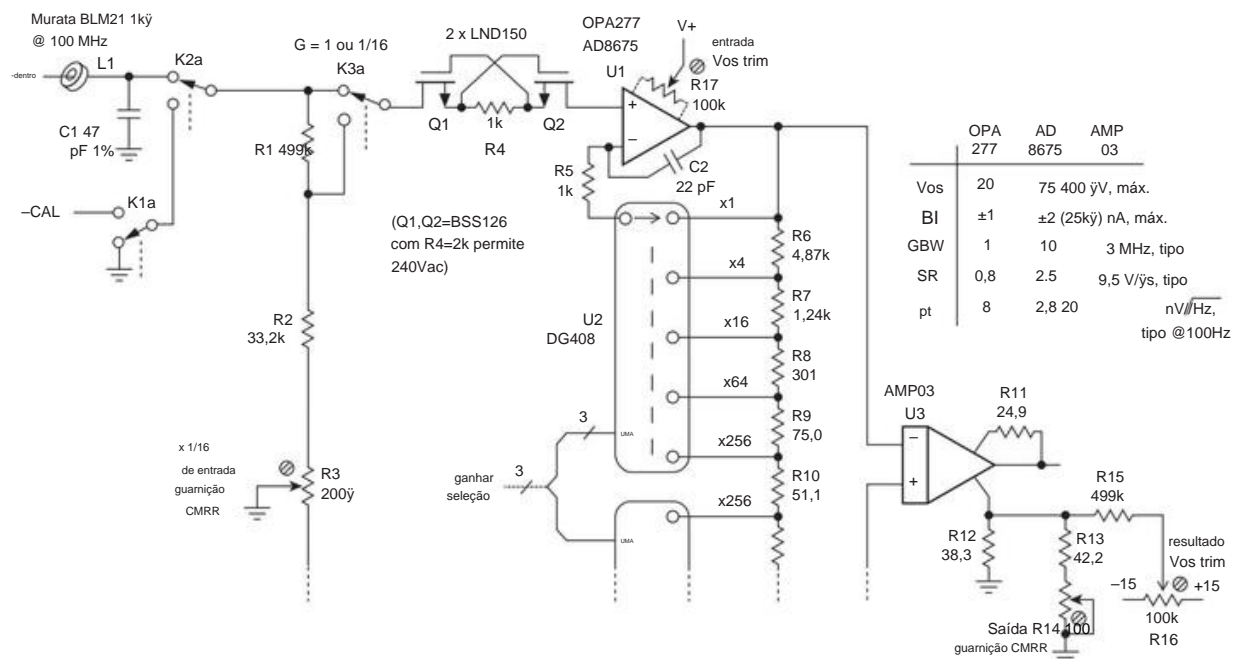 Murata BLM21 1kÿ
@ 100 MHz
-dentro
L1
K2a
C1 47
pF 1%
–CAL
K1a
G = 1 ou 1/16
K3a
R1 499k
R2
33,2k
x 1/16
de entrada
guarnição
CMRR
R3
200ÿ
2 x LND150
Q1
1k
R4
Q2
(Q1,Q2=BSS126
com R4=2k permite
240Vac)
OPA277
AD8675
U1
V+
entrada
Vos trim
R17
100k
+
–
R5
1k
C2
22 pF
x1
x4
x16
x64
x256
x256
U2
DG408
3
UMA
3
ganhar
seleção
UMA
R6
4,87k
R7
1,24k
R8
301
R9
75,0
R10
51,1
OPA AD AMP
277 8675 03
Vos 20 75 400 ÿV, máx.
BI ±1 ±2 (25kÿ) nA, máx.
GBW 1 10 3 MHz, tipo
SR 0,8 2.5 9,5 V/ÿs, tipo
pt 8 2,8 20 nV/√Hz,
tipo @100Hz
AMP03
U3
–
+
R11
24,9
R15
499k
R12
38,3
R13
42,2
resultado
Vos trim
–15
+15
100k
R16
Saída R14 100
guarnição CMRR